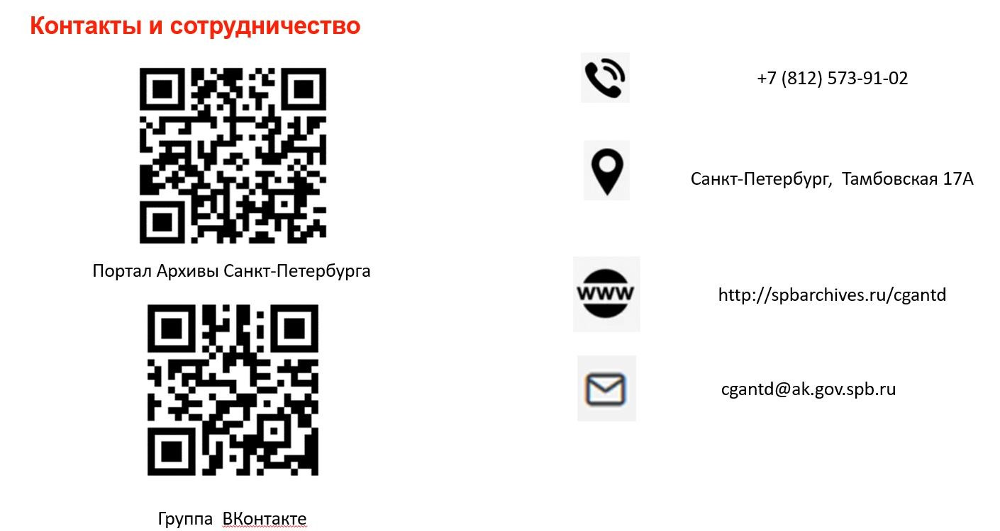 Контакты и сотрудничество
+7 (812) 573-91-02
Санкт-Петербург, Тамбовская 17А
Портал Архивы Санкт-Петербурга
WWW
http://spbarchives.ru/cgantd
cgantd@ak.gov.spb.ru
Группа ВКонтакте